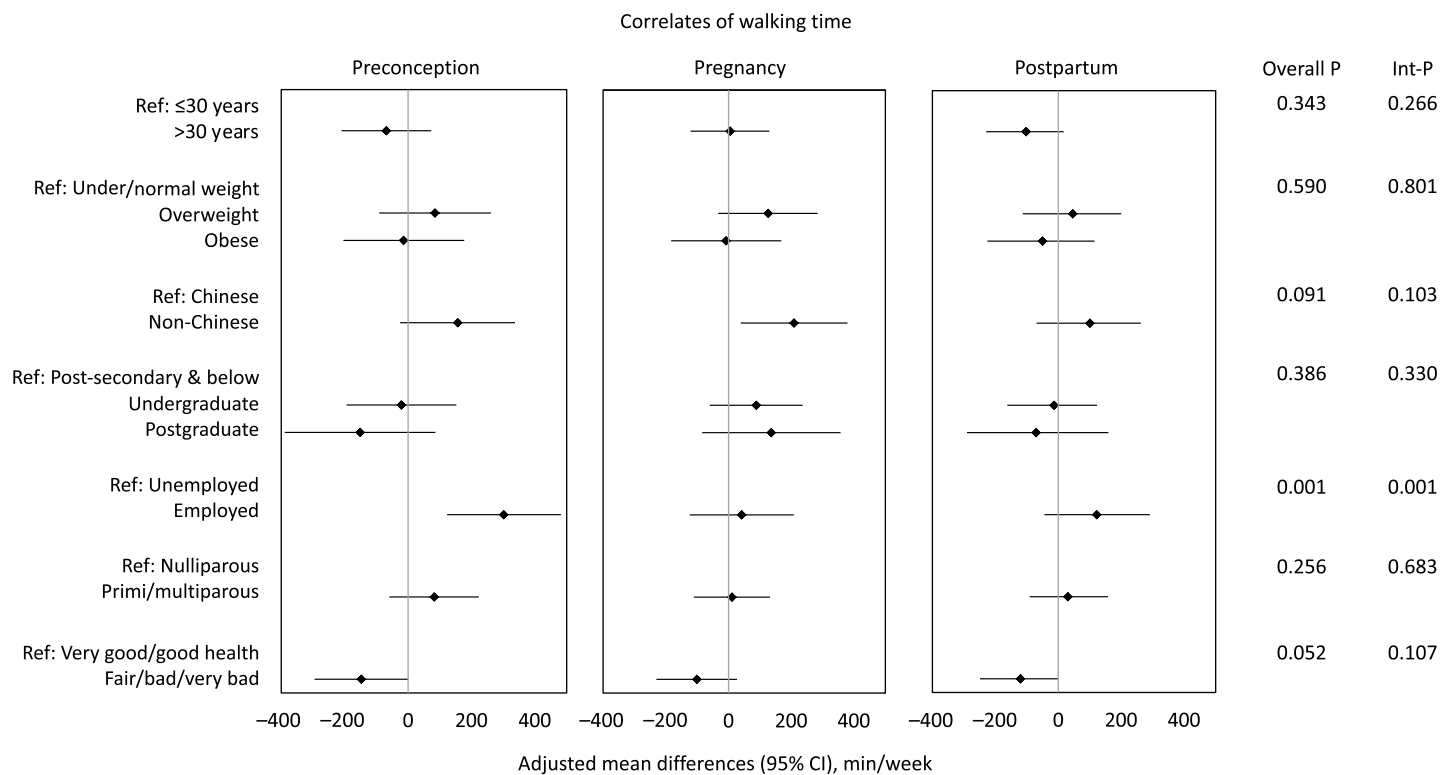 Correlates of walking time
Preconception Pregnancy Postpartum Overall P Int-P
Ref: ≤30 years 0.343 0.266
>30 years
Ref: Under/normal weight 0.590 0.801
Overweight
Obese
Ref: Chinese 0.091 0.103
Non-Chinese
Ref: Post-secondary & below 0.386 0.330
Undergraduate
Postgraduate
Ref: Unemployed 0.001 0.001
Employed
Ref: Nulliparous 0.256 0.683
Primi/multiparous
Ref: Very good/good health 0.052 0.107
Fair/bad/very bad
−400 −200 0 200 400 −400 −200 0 200 400 −400 −200 0 200 400
Adjusted mean differences (95% CI), min/week